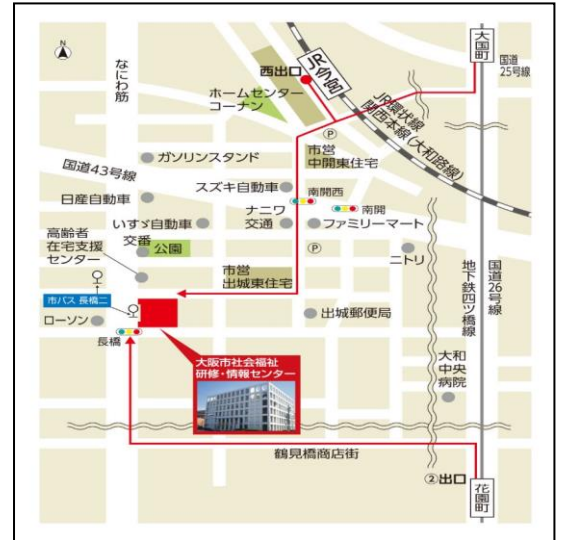 N
なにわ筋
西出口
JR今宮
大国町
国道
25号線
ホームセンター
コーナン
JR環状線
関西本線(大和路線)
P
ガソリンスタンド
市営
中開東住宅
国道43号線
スズキ自動車
南開西
南開
日産自動車
いすゞ自動車
ナニワ
交通
ファミリーマート
高齢者
在宅支援
センター
交番
公園
P
ニトリ
市営
出城東住宅
地下鉄四ツ橋線
国道26号線
市バス 長橋二
ローソン
出城郵便局
長橋
大阪市社会福祉
研修・情報センター
大和
中央
病院
鶴見橋商店街
②出口
花園町